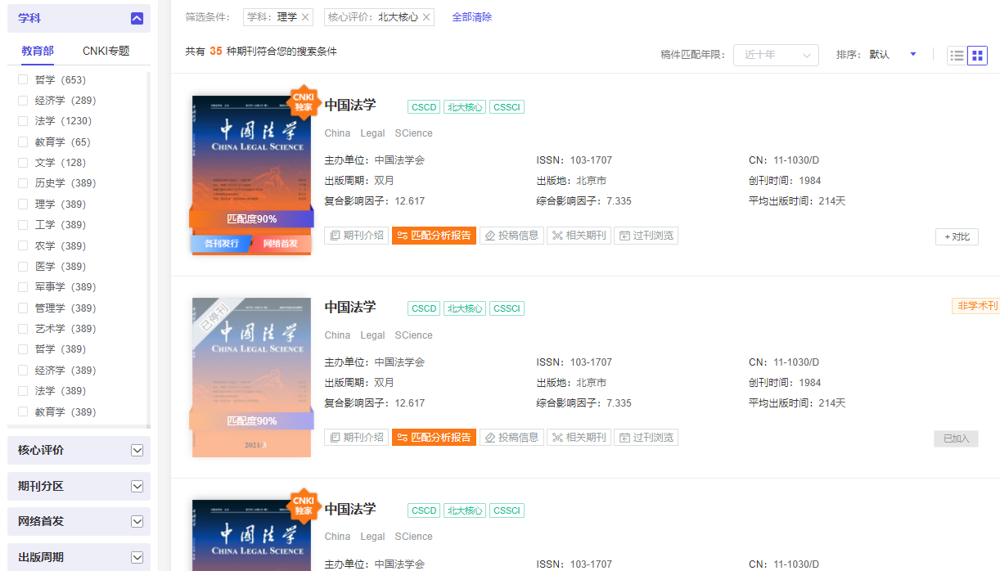 学科
教育部 CNKI专题
哲学 (653)
经济学 (289)
法学 (1230)
教育学 (65)
文学 (128)
历史学 (389)
理学 (389)
工学 (389)
农学 (389)
医学 (389)
军事学 (389)
管理学 (389)
艺术学 (389)
哲学 (389)
经济学 (389)
法学 (389)
教育学 (389)
核心评价
期刊分区
网络首发
出版周期
筛选条件: 学科: 理学 × 核心评价: 北大核心 × 全部清除
共有 35 种期刊符合您的搜索条件
稿件匹配年限: 近十年 排序: 默认
CNKI
独家
中国法学
CHINA LEGAL SCIENCE
匹配度90%
各刊发行 网络首发
中国法学 CSCD 北大核心 CSSCI
China Legal SCience
主办单位: 中国法学会 ISSN: 103-1707 CN: 11-1030/D
出版周期: 双月 出版地: 北京市 创刊时间: 1984
复合影响因子: 12.617 综合影响因子: 7.335 平均出版时间: 214天
期刊介绍 匹配分析报告 投稿信息 相关期刊 过刊浏览
+ 对比
已停刊
中国法学
CHINA LEGAL SCIENCE
匹配度90%
2021/3
中国法学 CSCD 北大核心 CSSCI
非学术刊
China Legal SCience
主办单位: 中国法学会 ISSN: 103-1707 CN: 11-1030/D
出版周期: 双月 出版地: 北京市 创刊时间: 1984
复合影响因子: 12.617 综合影响因子: 7.335 平均出版时间: 214天
期刊介绍 匹配分析报告 投稿信息 相关期刊 过刊浏览
已加入
CNKI
独家
中国法学
CHINA LEGAL SCIENCE
中国法学 CSCD 北大核心 CSSCI
China Legal SCience
主办单位: 中国法学会 ISSN: 103-1707 CN: 11-1030/D